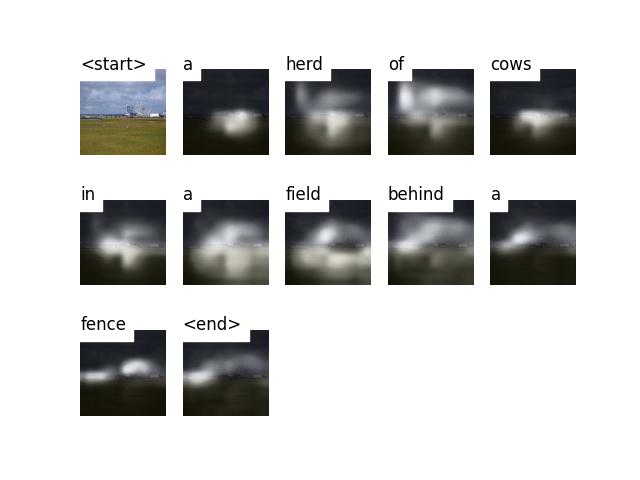 <start> a herd of cows
in a field behind a
fence <end>